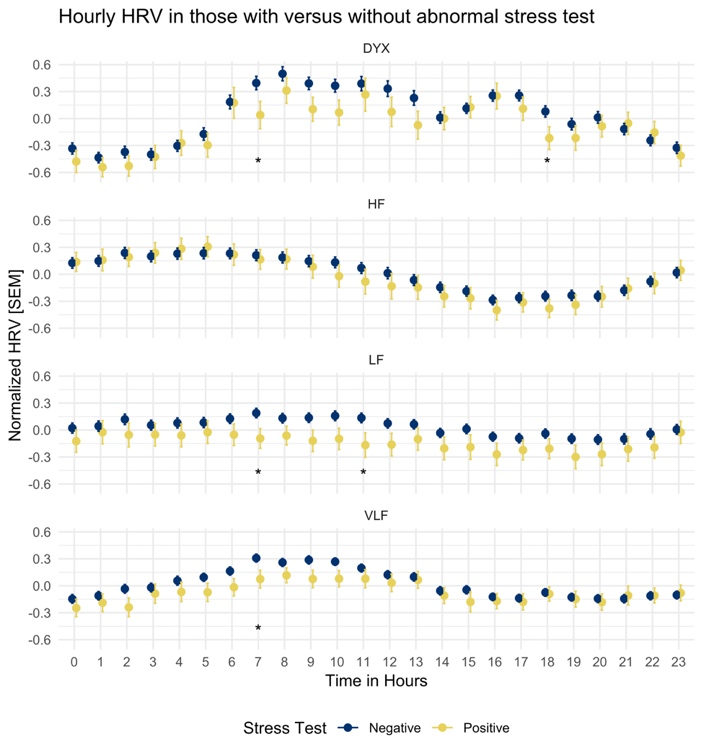 Hourly HRV in those with versus without abnormal stress test
DYX
0.6
0.3
0.0
-0.3
-0.6
*
*
HF
0.6
0.3
0.0
-0.3
-0.6
Normalized HRV [SEM]
LF
0.6
0.3
0.0
-0.3
-0.6
*
*
VLF
0.6
0.3
0.0
-0.3
-0.6
*
0 1 2 3 4 5 6 7 8 9 10 11 12 13 14 15 16 17 18 19 20 21 22 23
Time in Hours
Stress Test Negative Positive